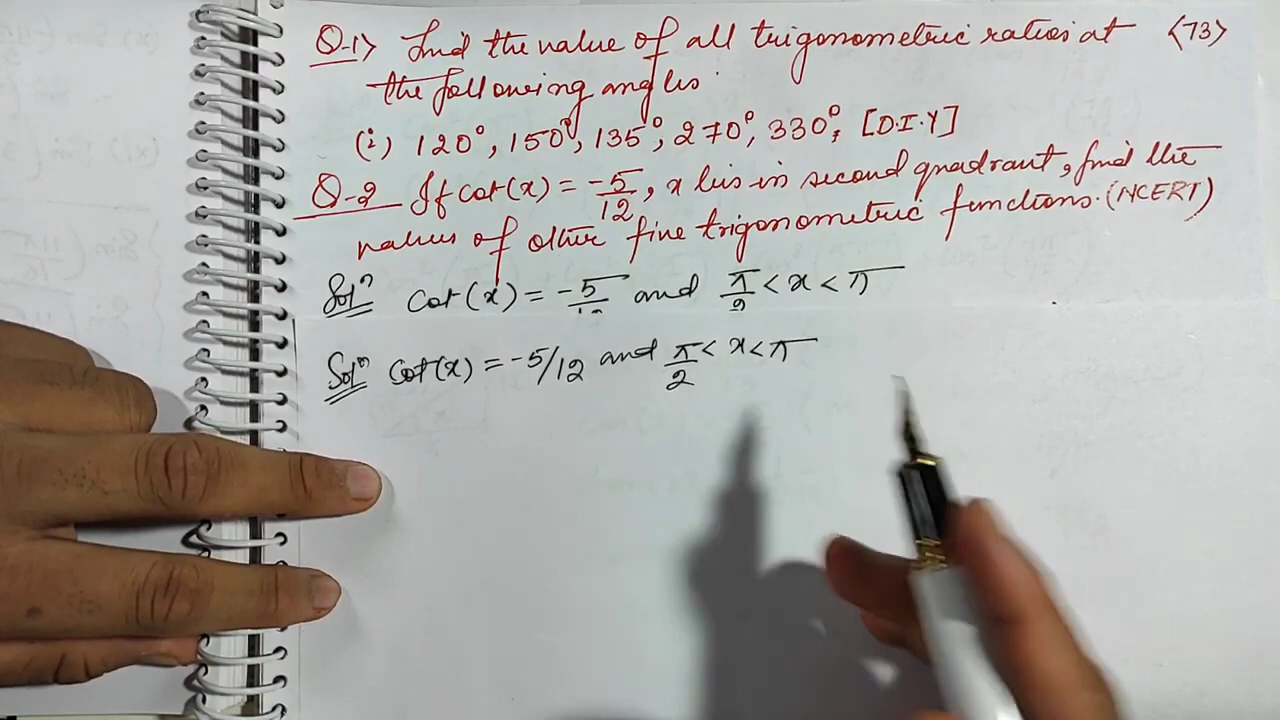 Q-1> Find the value of all trigonometric ratios at <73>
the following angles.
(i) 120°, 150°, 135°, 270°, 330°, [D.I.Y]
Q-2 If cot(x) = -5/12, x lies in second quadrant, find the
values of other five trigonometric functions. (NCERT)
Solⁿ cot(x) = -5/12 and π/2 < x < π
Solⁿ cot(x) = -5/12 and π/2 < x < π